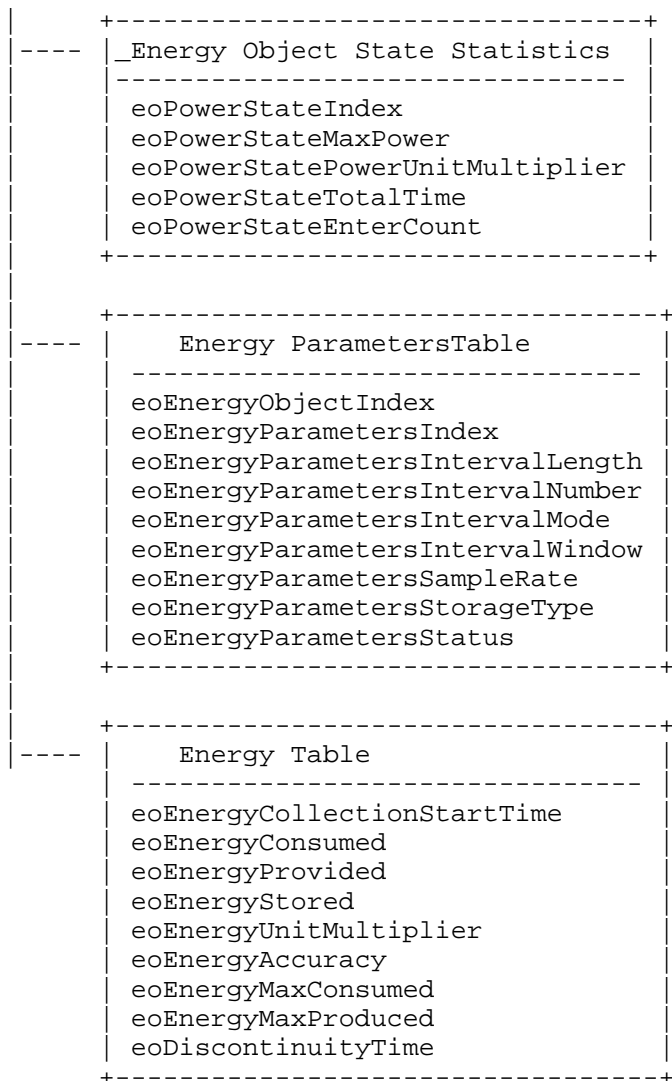 |     +---------------------------------+
|---- |_Energy Object State Statistics  |
|     |--------------------------------  |
|     | eoPowerStateIndex               |
|     | eoPowerStateMaxPower            |
|     | eoPowerStatePowerUnitMultiplier |
|     | eoPowerStateTotalTime           |
|     | eoPowerStateEnterCount          |
|     +---------------------------------+
|
|     +----------------------------------+
|---- |    Energy ParametersTable        |
|     | -------------------------------- |
|     | eoEnergyObjectIndex              |
|     | eoEnergyParametersIndex          |
|     | eoEnergyParametersIntervalLength |
|     | eoEnergyParametersIntervalNumber |
|     | eoEnergyParametersIntervalMode   |
|     | eoEnergyParametersIntervalWindow |
|     | eoEnergyParametersSampleRate     |
|     | eoEnergyParametersStorageType    |
|     | eoEnergyParametersStatus         |
|     +----------------------------------+
|
|     +----------------------------------+
|---- |    Energy Table                  |
      | -------------------------------- |
      | eoEnergyCollectionStartTime      |
      | eoEnergyConsumed                 |
      | eoEnergyProvided                 |
      | eoEnergyStored                   |
      | eoEnergyUnitMultiplier           |
      | eoEnergyAccuracy                 |
      | eoEnergyMaxConsumed              |
      | eoEnergyMaxProduced              |
      | eoDiscontinuityTime              |
      +----------------------------------+